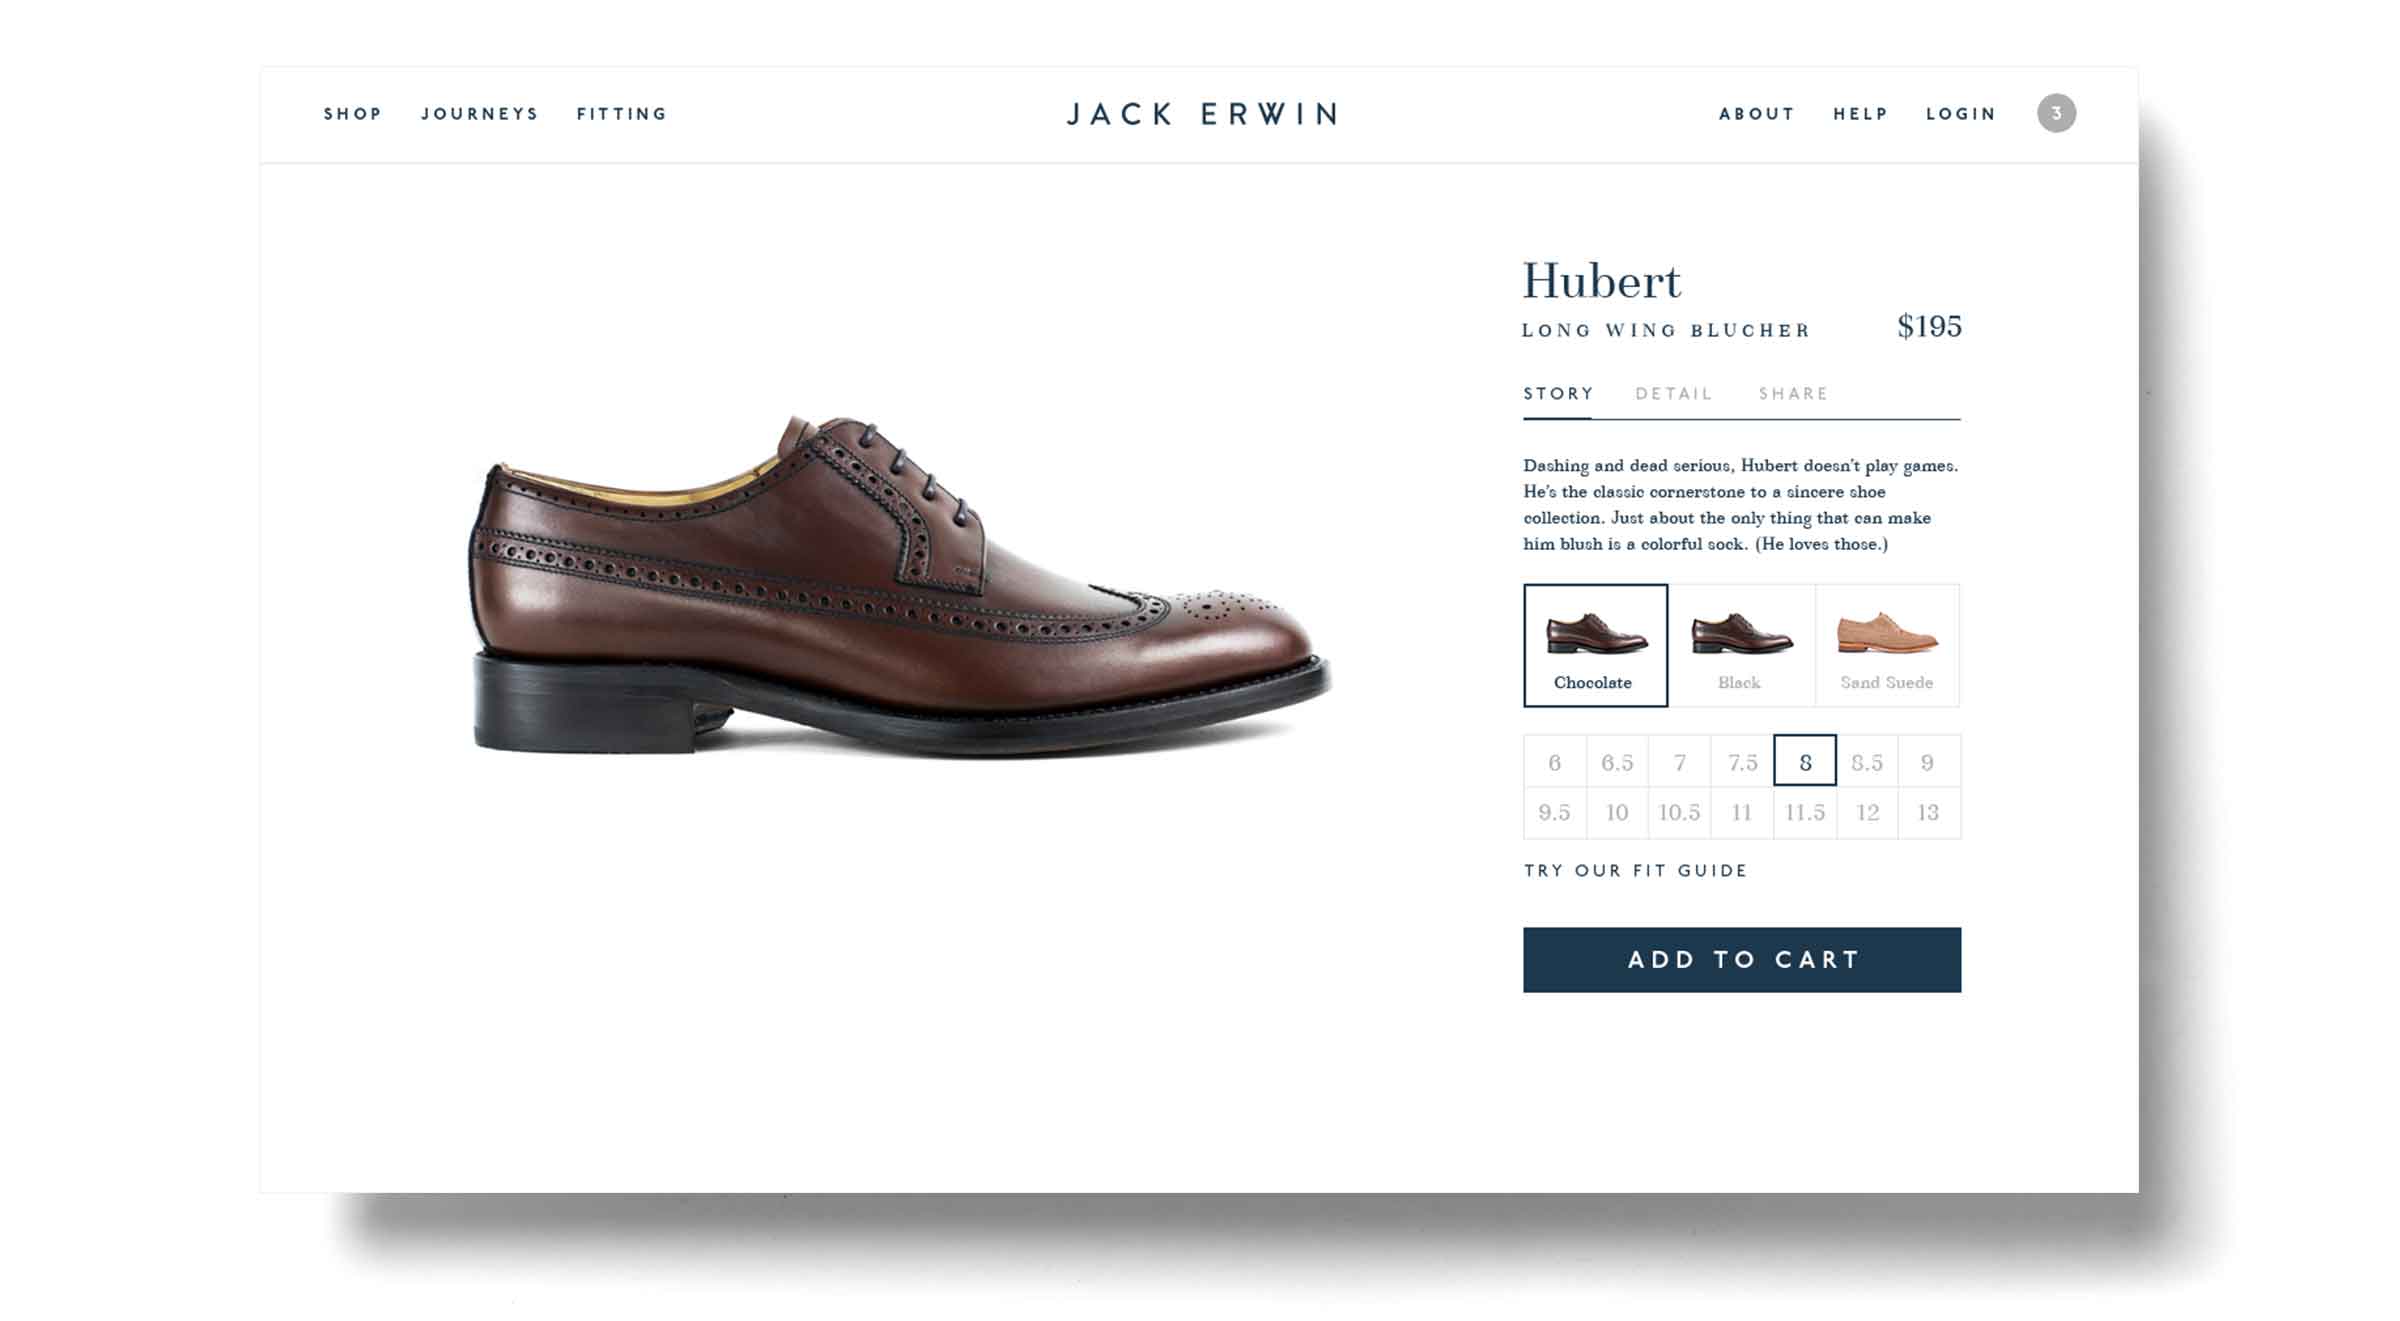 SHOP JOURNEYS FITTING JACK ERWIN ABOUT HELP LOGIN 3
Hubert
LONG WING BLUCHER $195
STORY DETAIL SHARE
Dashing and dead serious, Hubert doesn't play games.
He's the classic cornerstone to a sincere shoe
collection. Just about the only thing that can make
him blush is a colorful sock. (He loves those.)
Chocolate Black Sand Suede
6 6.5 7 7.5 8 8.5 9
9.5 10 10.5 11 11.5 12 13
TRY OUR FIT GUIDE
ADD TO CART